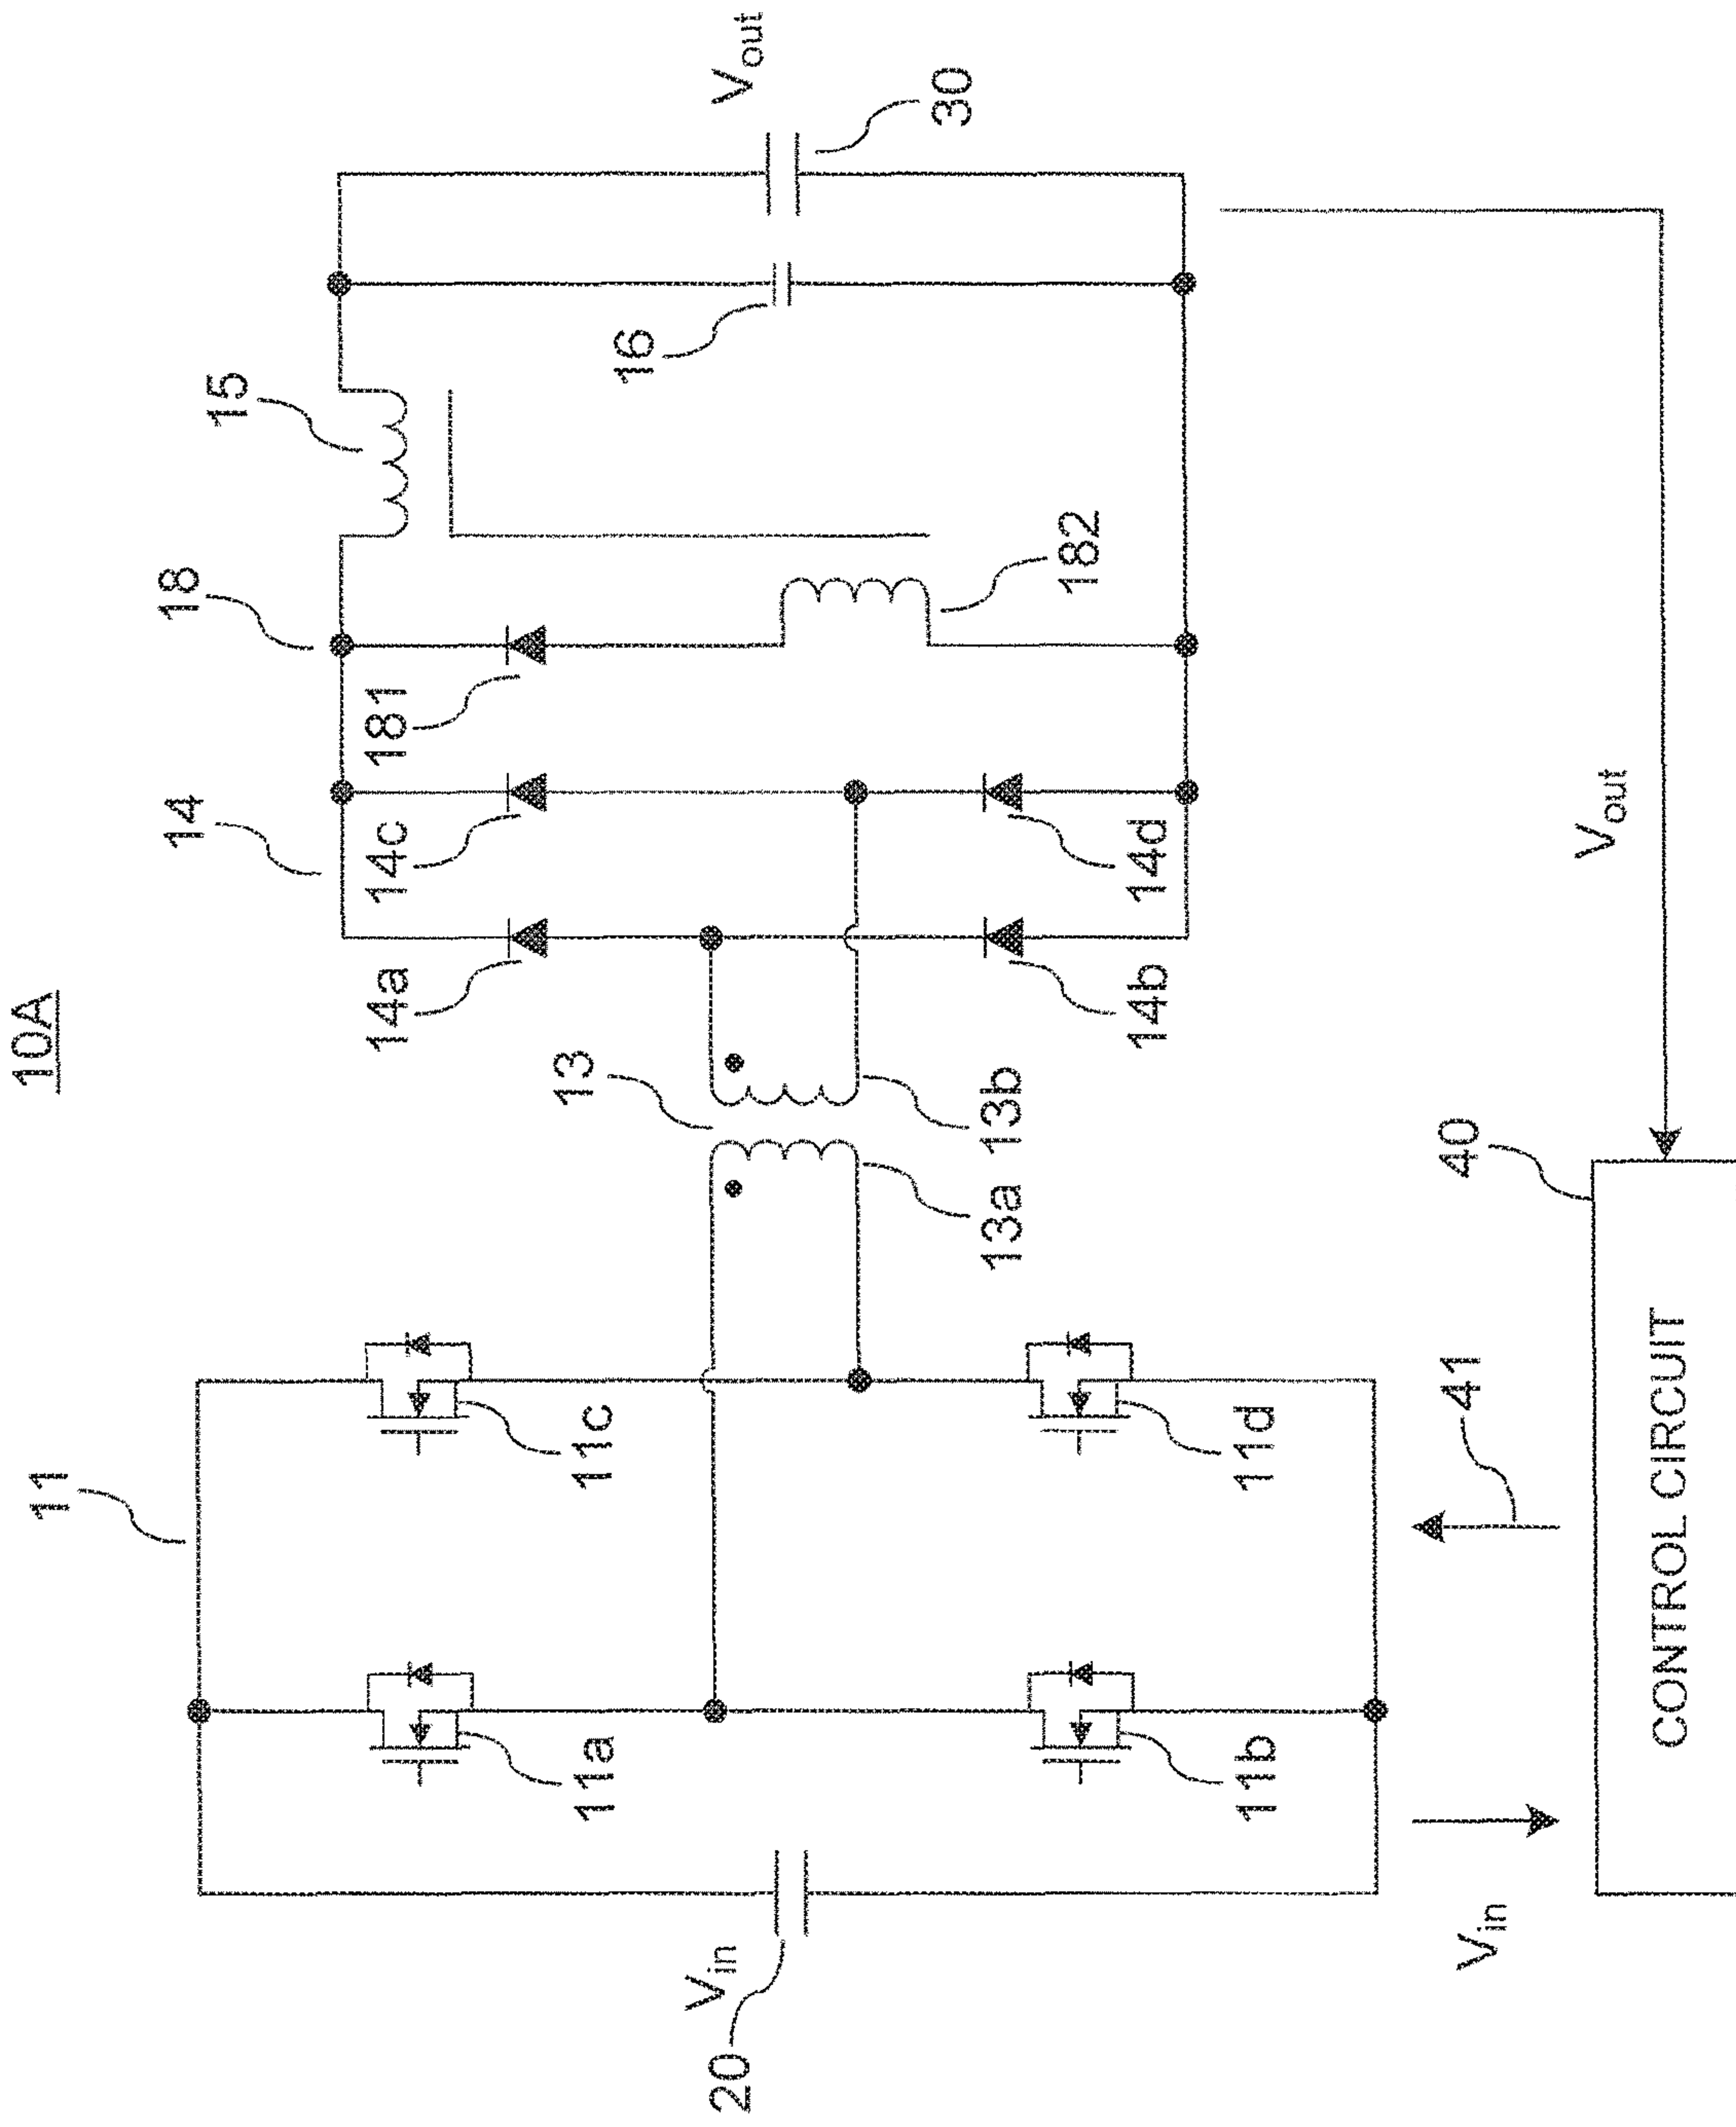 10A
11
11a
11b
11c
11d
13
13a
13b
14
14a
14b
14c
14d
18
181
182
15
16
V_out
30
V_in
20
V_in
41
40
V_out
CONTROL CIRCUIT